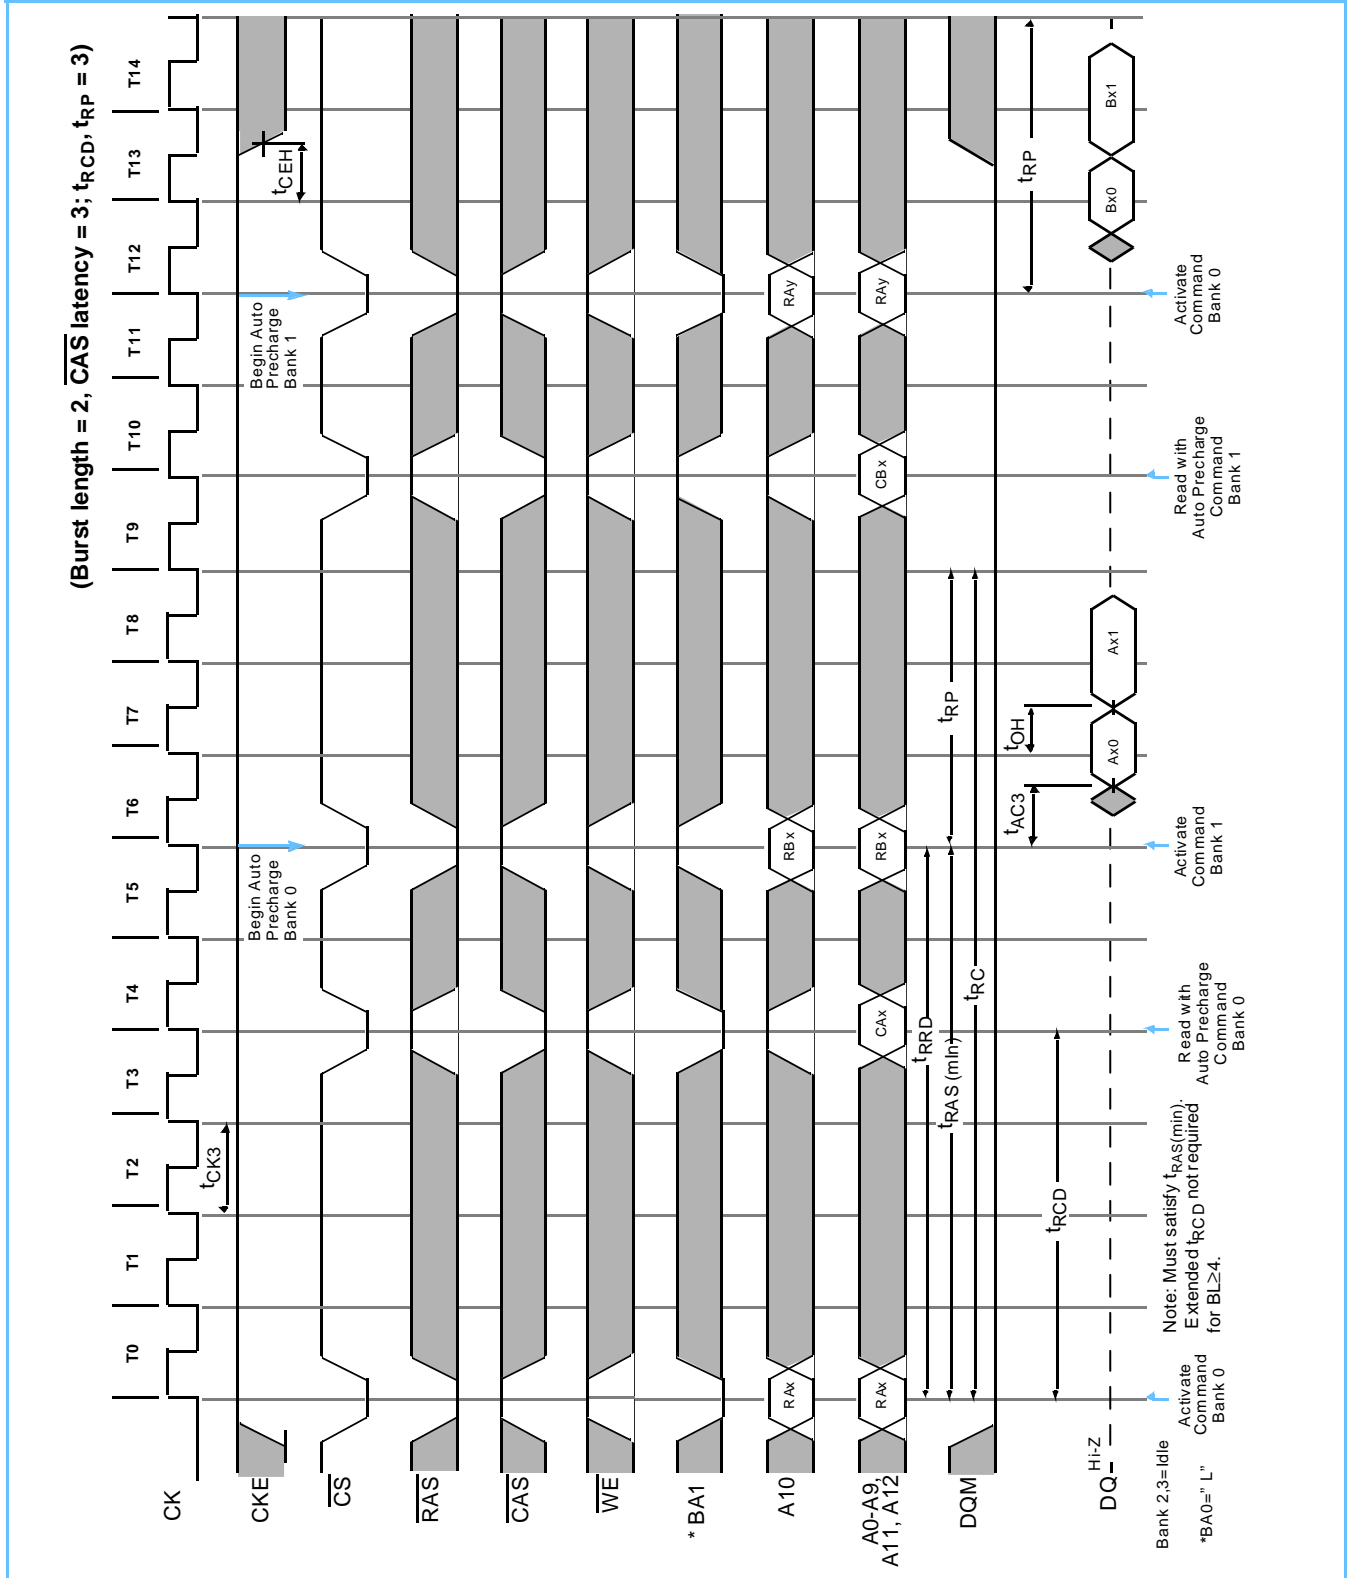 (Burst length = 2, CAS latency = 3; tRCD, tRP = 3)
T0 T1 T2 T3 T4 T5 T6 T7 T8 T9 T10 T11 T12 T13 T14
CK
tCK3
CKE
Begin Auto
Precharge
Bank 0
Begin Auto
Precharge
Bank 1
tCEH
CS
RAS
CAS
WE
* BA1
A10
RAx
RBx
RAy
A0-A9,
A11, A12
RAx
CAx
RBx
CBx
RAy
DQM
tRRD
tRAS (mIn)
tRP
tRC
tRCD
tAC3
tOH
tRP
DQ
Hi-Z
Ax0
Ax1
Bx0
Bx1
Activate
Command
Bank 0
Read with
Auto Precharge
Command
Bank 0
Activate
Command
Bank 1
Read with
Auto Precharge
Command
Bank 1
Activate
Command
Bank 0
Note: Must satisfy tRAS(min).
Extended tRCD not required
for BL≥4.
Bank 2,3=Idle
*BA0=" L"